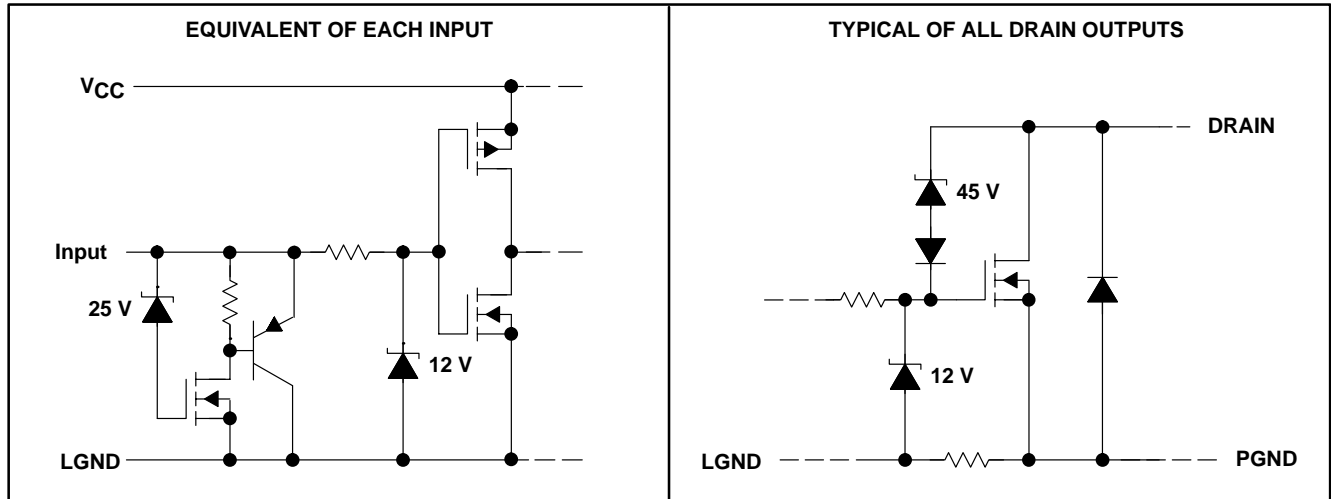 EQUIVALENT OF EACH INPUT
VCC
Input
25 V
12 V
LGND
TYPICAL OF ALL DRAIN OUTPUTS
DRAIN
45 V
12 V
LGND
PGND